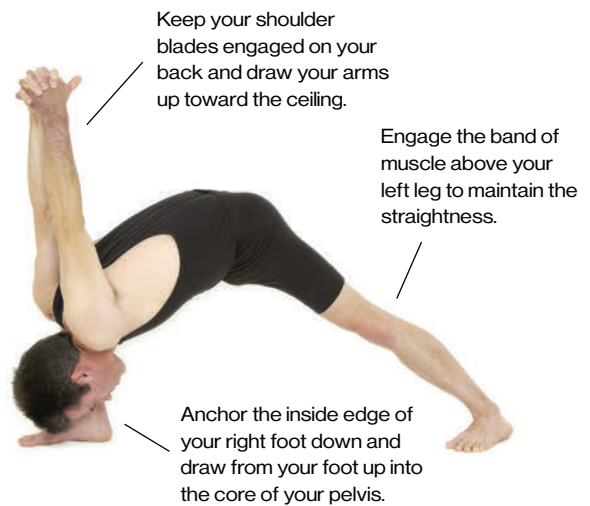 Keep your shoulder
blades engaged on your
back and draw your arms
up toward the ceiling.
Engage the band of
muscle above your
left leg to maintain the
straightness.
Anchor the inside edge of
your right foot down and
draw from your foot up into
the core of your pelvis.